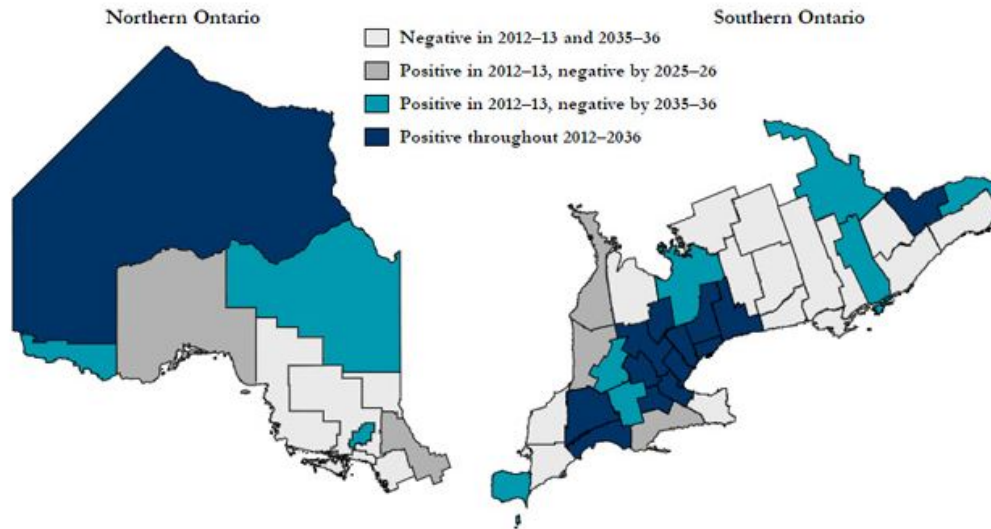 Northern Ontario
Southern Ontario
Negative in 2012–13 and 2035–36
Positive in 2012–13, negative by 2025–26
Positive in 2012–13, negative by 2035–36
Positive throughout 2012–2036